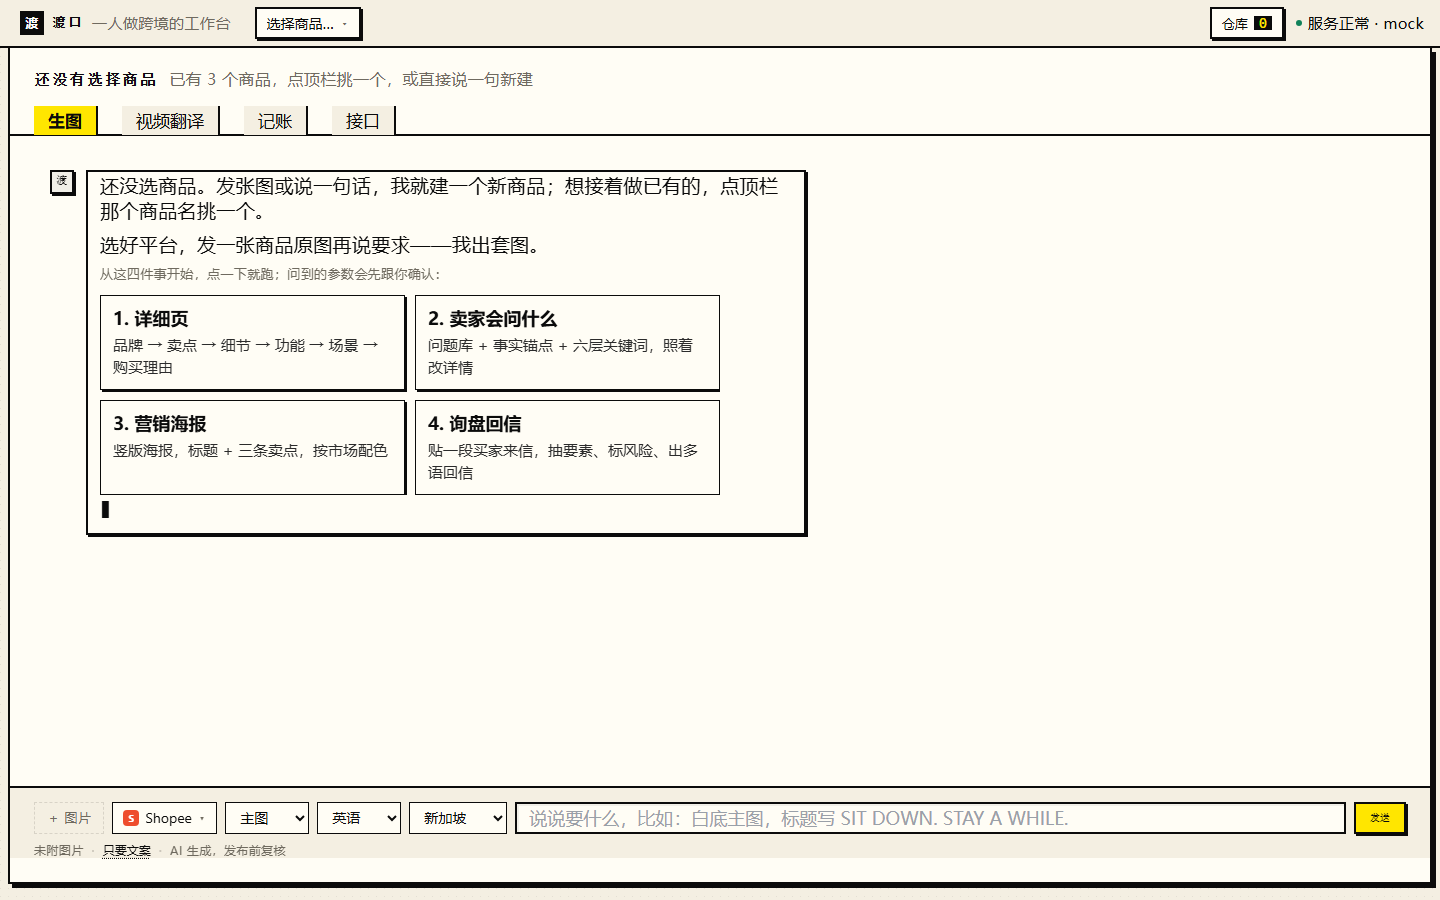 渡 渡口 一人做跨境的工作台 选择商品... 仓库 0 服务正常 · mock
还没有选择商品 已有 3 个商品，点顶栏挑一个，或直接说一句新建
生图 视频翻译 记账 接口
渡
还没选商品。发张图或说一句话，我就建一个新商品；想接着做已有的，点顶栏
那个商品名挑一个。
选好平台，发一张商品原图再说要求——我出套图。
从这四件事开始，点一下就跑；问到的参数会先跟你确认：
1. 详细页
品牌 → 卖点 → 细节 → 功能 → 场景 →
购买理由
2. 卖家会问什么
问题库 + 事实锚点 + 六层关键词，照着
改详情
3. 营销海报
竖版海报，标题 + 三条卖点，按市场配色
4. 询盘回信
贴一段买家来信，抽要素、标风险、出多
语回信
+ 图片 S Shopee 主图 英语 新加坡 说说要什么，比如：白底主图，标题写 SIT DOWN. STAY A WHILE. 发送
未附图片 · 只要文案 · AI 生成，发布前复核